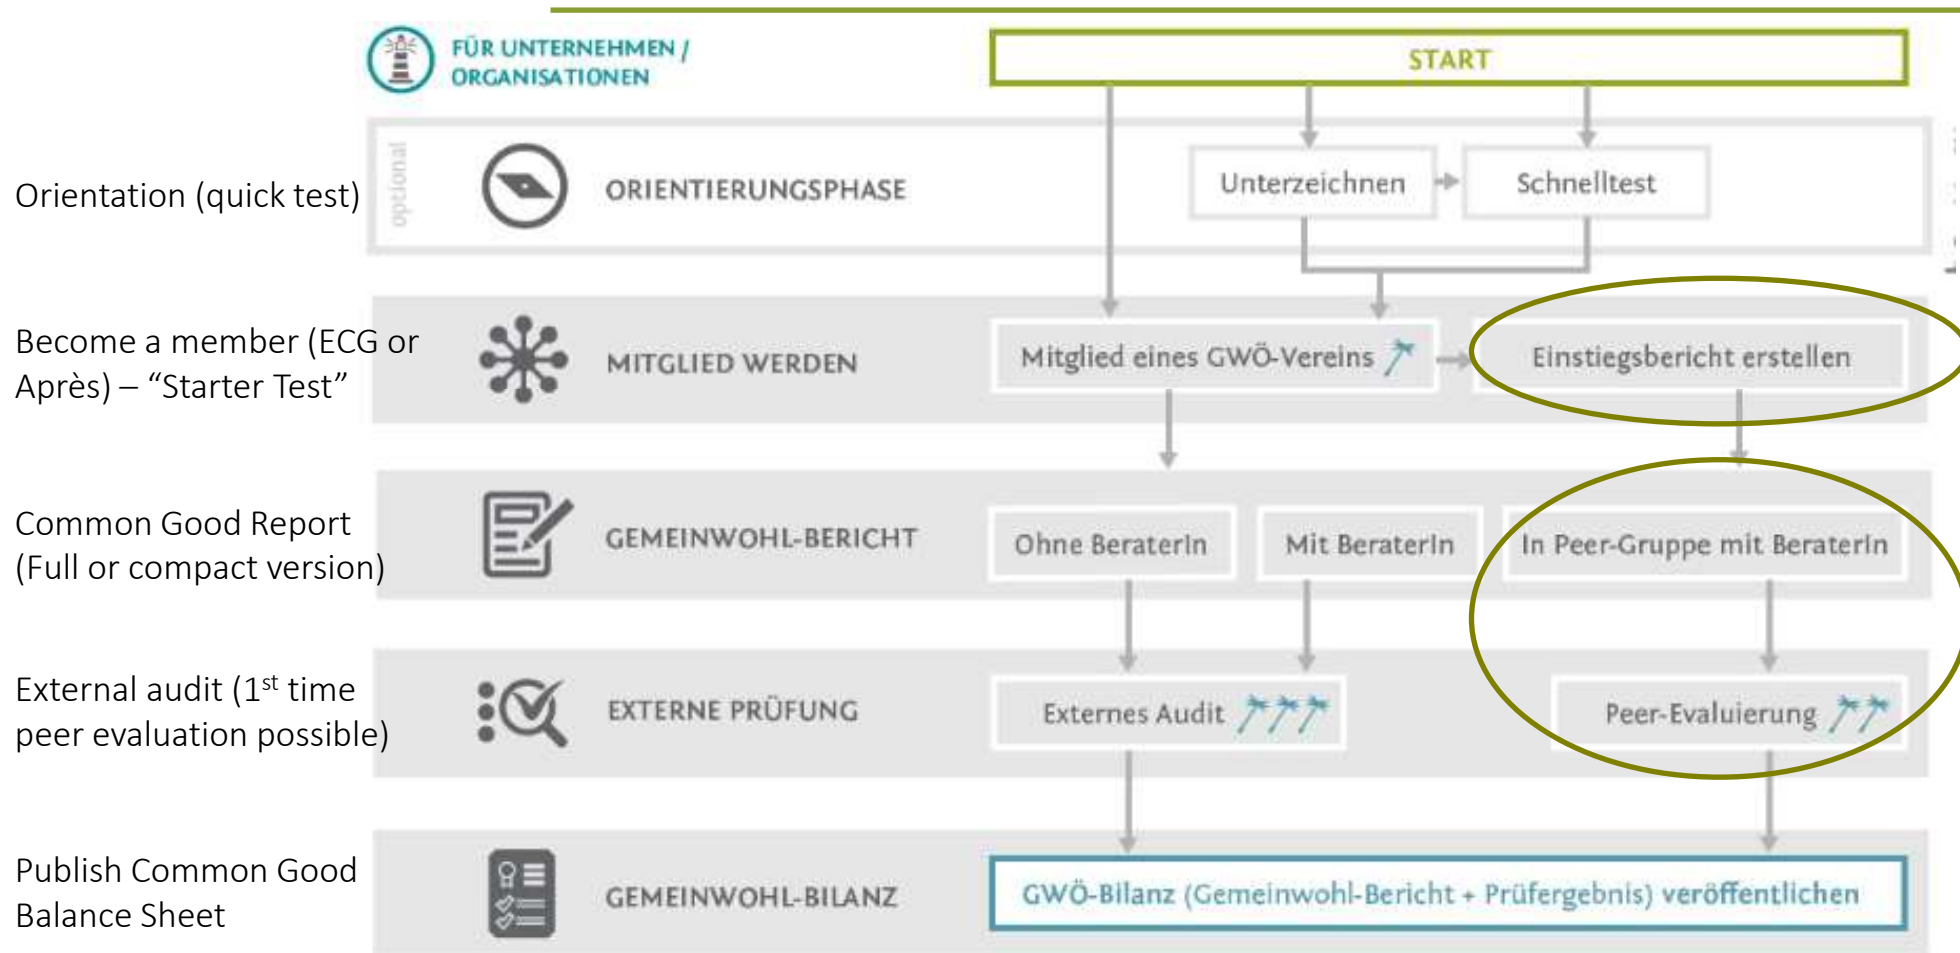 FÜR UNTERNEHMEN /
ORGANISATIONEN
START
Orientation (quick test)
optional
ORIENTIERUNGSPHASE
Unterzeichnen
Schnelltest
Become a member (ECG or
Après) – “Starter Test”
MITGLIED WERDEN
Mitglied eines GWÖ-Vereins
Einstiegsbericht erstellen
Common Good Report
(Full or compact version)
GEMEINWOHL-BERICHT
Ohne BeraterIn
Mit BeraterIn
In Peer-Gruppe mit BeraterIn
External audit (1st time
peer evaluation possible)
EXTERNE PRÜFUNG
Externes Audit
Peer-Evaluierung
Publish Common Good
Balance Sheet
GEMEINWOHL-BILANZ
GWÖ-Bilanz (Gemeinwohl-Bericht + Prüfergebnis) veröffentlichen